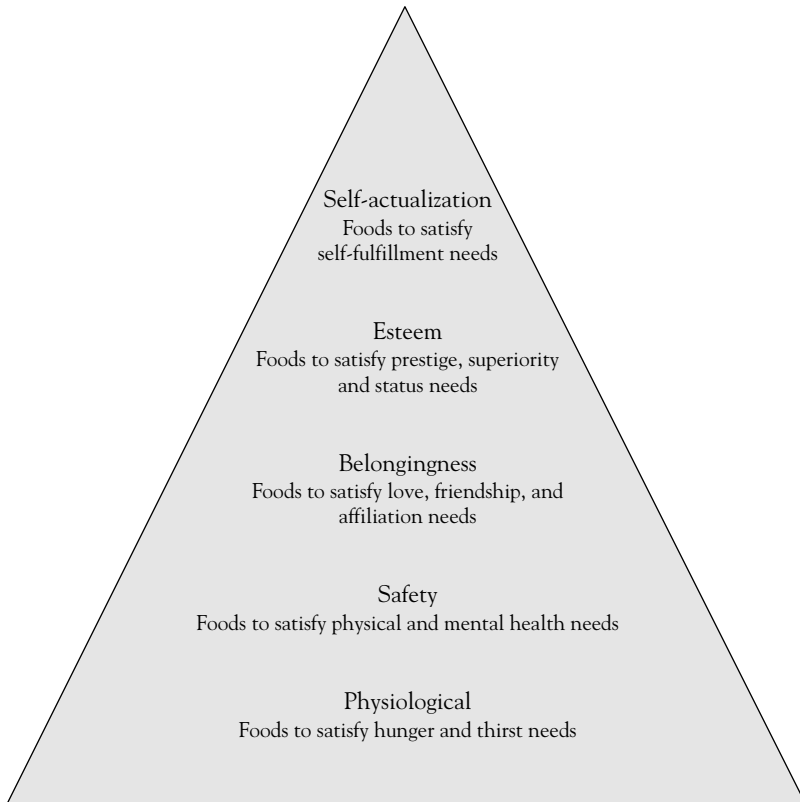 Self-actualization
Foods to satisfy
self-fulfillment needs
Esteem
Foods to satisfy prestige, superiority
and status needs
Belongingness
Foods to satisfy love, friendship, and
affiliation needs
Safety
Foods to satisfy physical and mental health needs
Physiological
Foods to satisfy hunger and thirst needs